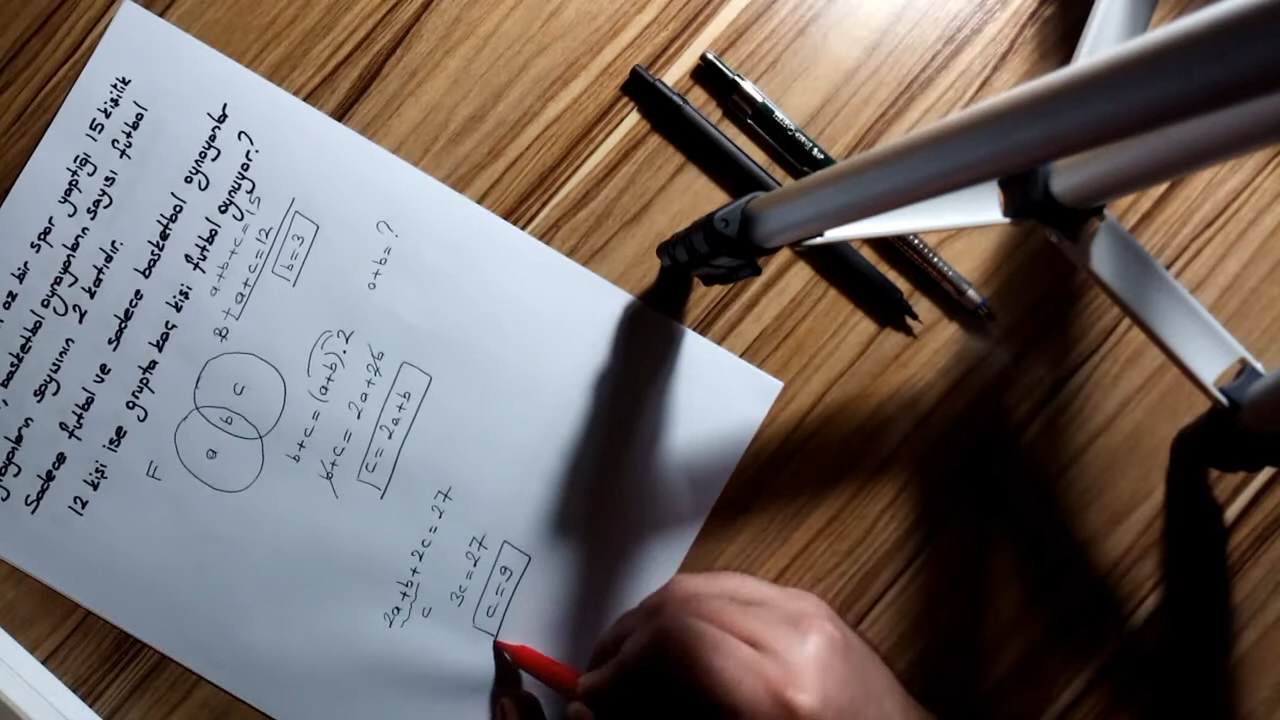 az bir spor yaptığı 15 kişilik
basketbol oynayanların sayısı futbol
sayısının 2 katıdır.
Sadece futbol ve sadece basketbol oynayanlar
12 kişi ise grupta kaç kişi futbol oynuyor?
F
B
a
b
c
a+b+c=15
a+c=12
b=3
b+c=(a+b).2
b+c=2a+2b
c=2a+b
a+b=?
2a+b+2c=27
c
3c=27
c=9